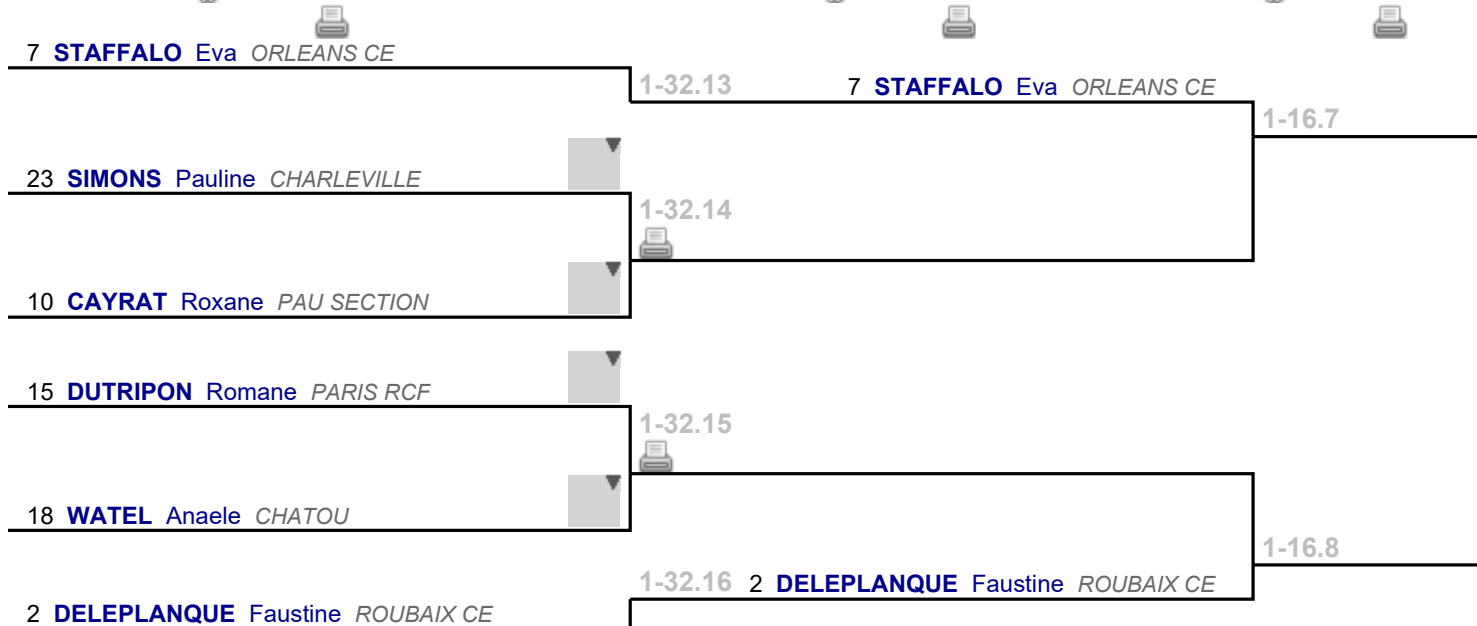 7 STAFFALO Eva ORLEANS CE
1-32.13 7 STAFFALO Eva ORLEANS CE
1-16.7
23 SIMONS Pauline CHARLEVILLE
1-32.14
10 CAYRAT Roxane PAU SECTION
15 DUTRIPON Romane PARIS RCF
1-32.15
18 WATEL Anaele CHATOU
1-16.8
1-32.16 2 DELEPLANQUE Faustine ROUBAIX CE
2 DELEPLANQUE Faustine ROUBAIX CE